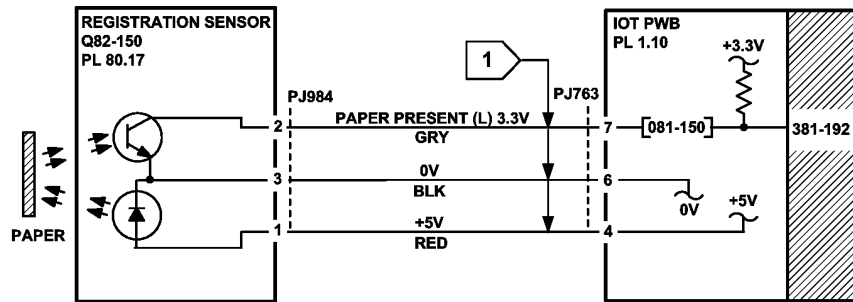 REGISTRATION SENSOR
Q82-150
PL 80.17
IOT PWB
PL 1.10
+3.3V
1
PJ984
PJ763
2
PAPER PRESENT (L) 3.3V
GRY
7
081-150
381-192
3
0V
BLK
6
0V
+5V
PAPER
1
+5V
RED
4